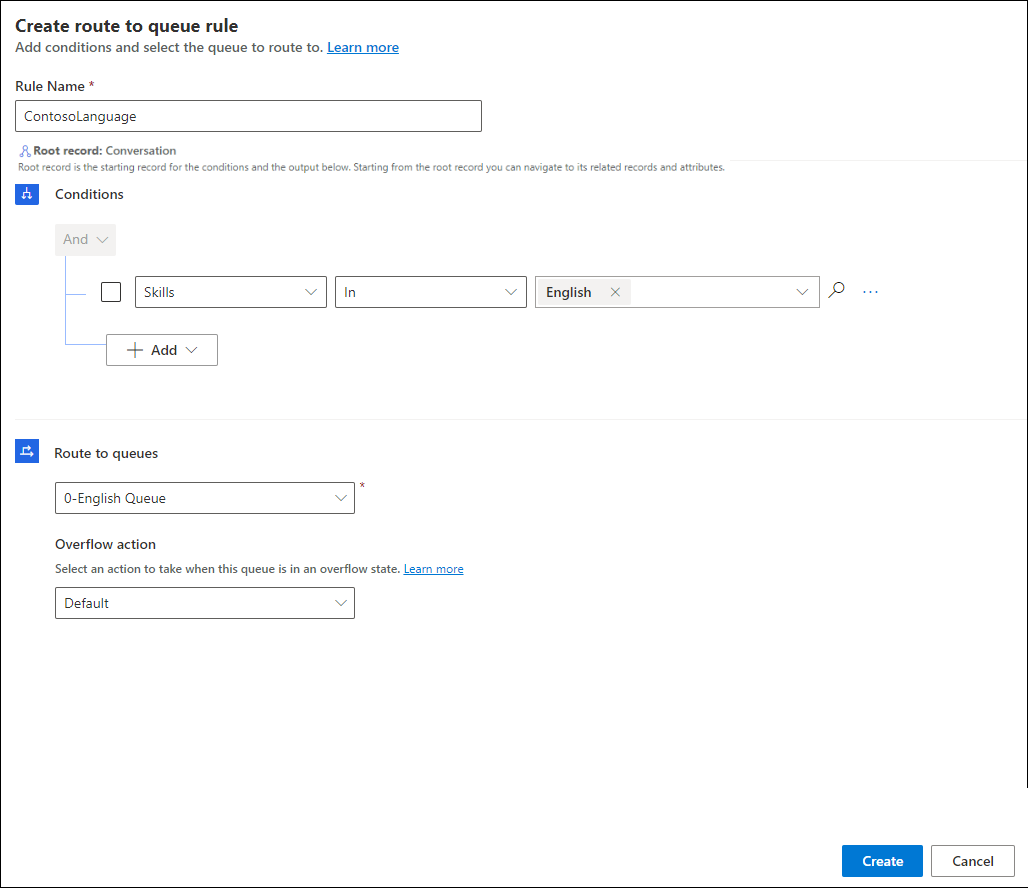 Create route to queue rule
Add conditions and select the queue to route to. Learn more
Rule Name *
ContosoLanguage
Root record: Conversation
Root record is the starting record for the conditions and the output below. Starting from the root record you can navigate to its related records and attributes.
Conditions
And
Skills In English
Add
Route to queues
0-English Queue *
Overflow action
Select an action to take when this queue is in an overflow state. Learn more
Default
Create Cancel